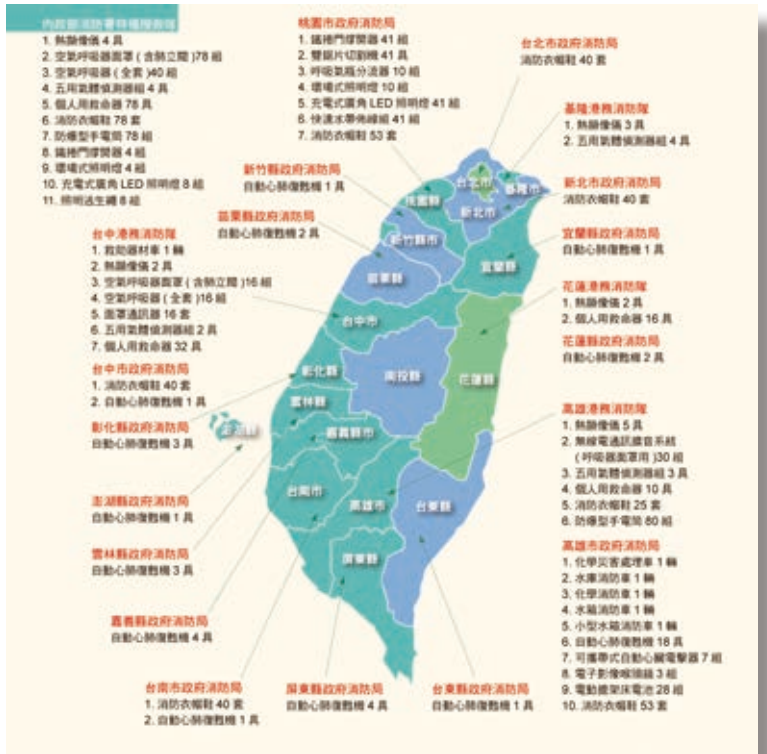 內政部消防署特種搜救隊
1. 熱顯像儀 4 具
2. 空氣呼吸器面罩 ( 含肺立閥 )78 組
3. 空氣呼吸器 ( 全套 )40 組
4. 五用氣體偵測器組 4 具
5. 個人用救命器 78 具
6. 消防衣帽鞋 78 套
7. 防爆型手電筒 78 組
8. 鐵捲門撐開器 4 組
9. 環場式照明燈 4 組
10. 充電式廣角 LED 照明燈 8 組
11. 照明逃生繩 8 組
桃園市政府消防局
1. 鐵捲門撐開器 41 組
2. 雙鋸片切割機 41 具
3. 呼吸氣瓶分流器 10 組
4. 環場式照明燈 10 組
5. 充電式廣角 LED 照明燈 41 組
6. 快速水帶佈線組 41 組
7. 消防衣帽鞋 53 套
台北市政府消防局
消防衣帽鞋 40 套
基隆港務消防隊
1. 熱顯像儀 3 具
2. 五用氣體偵測器組 4 具
新北市政府消防局
消防衣帽鞋 40 套
新竹縣政府消防局
自動心肺復甦機 1 具
苗栗縣政府消防局
自動心肺復甦機 2 具
宜蘭縣政府消防局
自動心肺復甦機 1 具
台中港務消防隊
1. 救助器材車 1 輛
2. 熱顯像儀 2 具
3. 空氣呼吸器面罩 ( 含肺立閥 )16 組
4. 空氣呼吸器 ( 全套 )16 組
5. 面罩通訊器 16 套
6. 五用氣體偵測器組 2 具
7. 個人用救命器 32 具
花蓮港務消防隊
1. 熱顯像儀 2 具
2. 個人用救命器 16 具
花蓮縣政府消防局
自動心肺復甦機 2 具
台中市政府消防局
1. 消防衣帽鞋 40 套
2. 自動心肺復甦機 1 具
彰化縣政府消防局
自動心肺復甦機 3 具
高雄港務消防隊
1. 熱顯像儀 5 具
2. 無線電通訊擴音系統
( 呼吸器面罩用 )30 組
3. 五用氣體偵測器組 3 具
4. 個人用救命器 10 具
5. 消防衣帽鞋 25 套
6. 防爆型手電筒 80 組
澎湖縣政府消防局
自動心肺復甦機 1 具
雲林縣政府消防局
自動心肺復甦機 3 具
高雄市政府消防局
1. 化學災害處理車 1 輛
2. 水庫消防車 1 輛
3. 化學消防車 1 輛
4. 水箱消防車 1 輛
5. 小型水箱消防車 1 輛
6. 自動心肺復甦機 18 具
7. 可攜帶式自動心臟電擊器 7 組
8. 電子影像喉頭鏡 3 組
9. 電動擔架床電池 28 組
10. 消防衣帽鞋 53 套
嘉義縣政府消防局
自動心肺復甦機 4 具
台南市政府消防局
1. 消防衣帽鞋 40 套
2. 自動心肺復甦機 1 具
屏東縣政府消防局
自動心肺復甦機 4 具
台東縣政府消防局
自動心肺復甦機 1 具
台北市
基隆市
桃園縣
新北市
新竹縣市
苗栗縣
宜蘭縣
台中市
彰化縣
南投縣
花蓮縣
雲林縣
澎湖縣
嘉義縣市
台南市
高雄市
台東縣
屏東縣